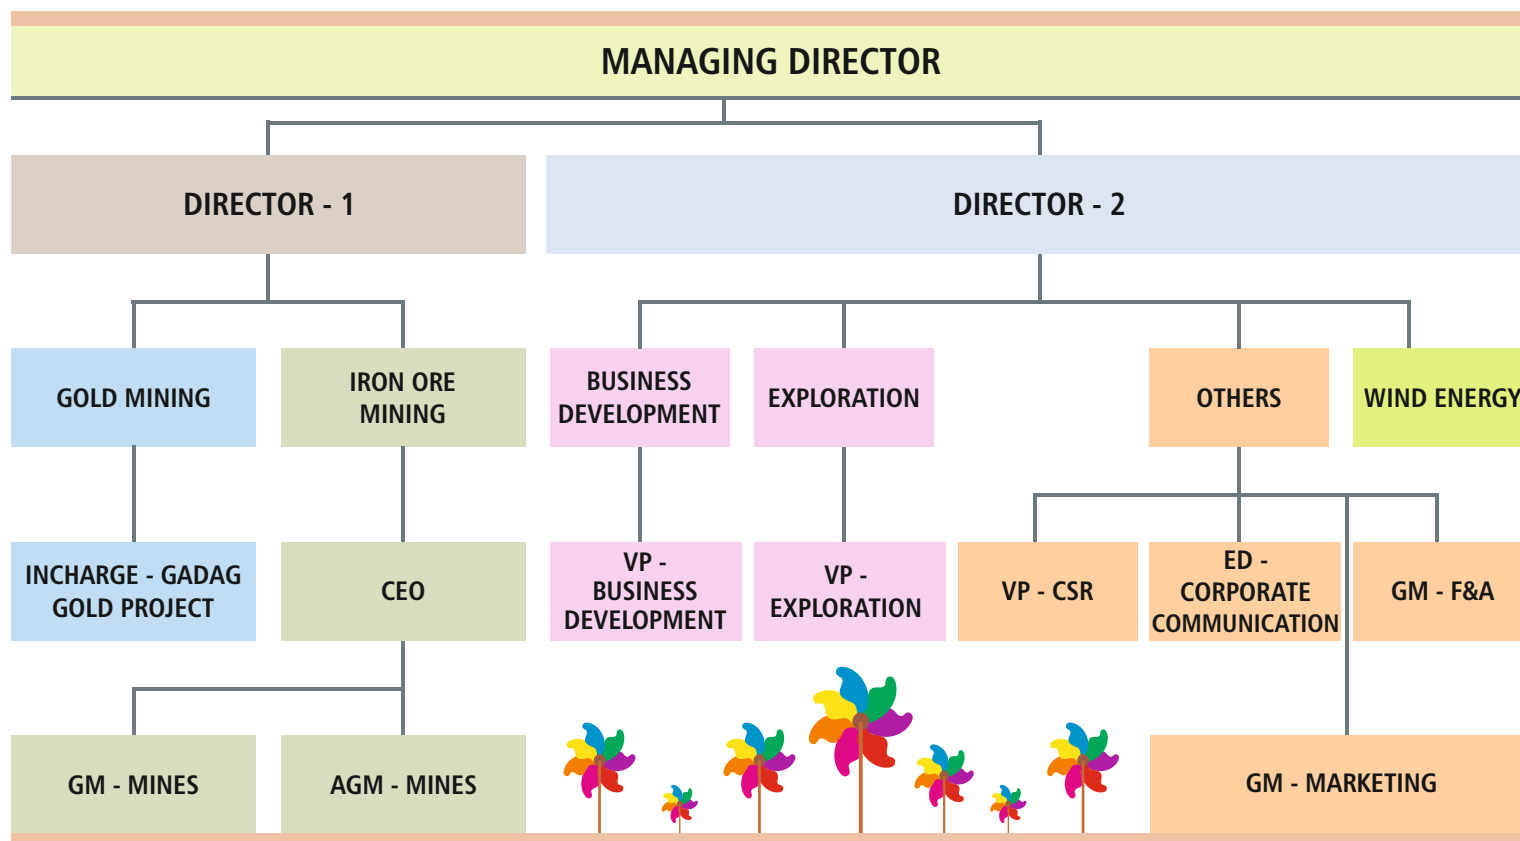 MANAGING DIRECTOR
DIRECTOR - 1
DIRECTOR - 2
GOLD MINING
IRON ORE
MINING
BUSINESS
DEVELOPMENT
EXPLORATION
OTHERS
WIND ENERGY
INCHARGE - GADAG
GOLD PROJECT
CEO
VP -
BUSINESS
DEVELOPMENT
VP -
EXPLORATION
VP - CSR
ED -
CORPORATE
COMMUNICATION
GM - F&A
GM - MINES
AGM - MINES
GM - MARKETING